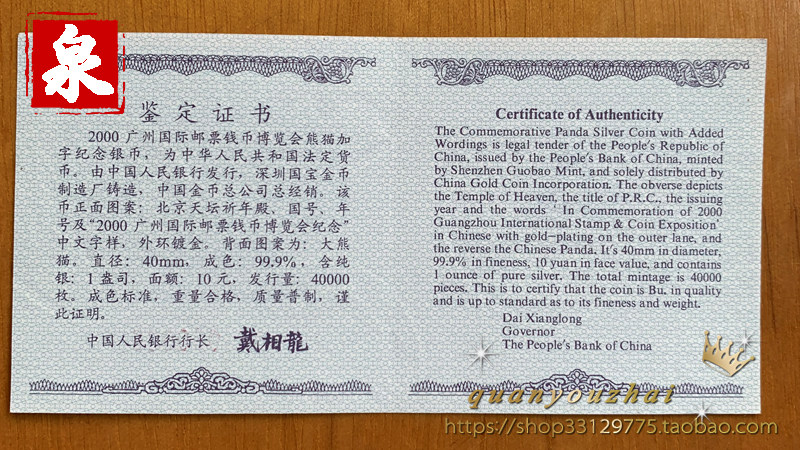 泉
鉴定证书
2000 广州国际邮票钱币博览会熊猫加
字纪念银币，为中华人民共和国法定货
币。由中国人民银行发行，深圳国宝金币
制造厂铸造，中国金币总公司总经销。该
币正面图案：北京天坛祈年殿、国号、年
号及“2000 广州国际邮票钱币博览会纪念”
中文字样，外环镀金。背面图案为：大熊
猫。直径：40mm，成色：99.9%，含纯
银：1 盎司，面额：10 元，发行量：40000
枚。成色标准，重量合格，质量普制，谨
此证明。
中国人民银行行长 戴相龍
Certificate of Authenticity
The Commemorative Panda Silver Coin with Added
Wordings is legal tender of the People's Republic of
China, issued by the People's Bank of China, minted
by Shenzhen Guobao Mint, and solely distributed by
China Gold Coin Incorporation. The obverse depicts
the Temple of Heaven, the title of P.R.C., the issuing
year and the words ' In Commemoration of 2000
Guangzhou International Stamp & Coin Exposition'
in Chinese with gold-plating on the outer lane, and
the reverse the Chinese Panda. It's 40mm in diameter,
99.9% in fineness, 10 yuan in face value, and contains
1 ounce of pure silver. The total mintage is 40000
pieces. This is to certify that the coin is Bu. in quality
and is up to standard as to its fineness and weight.
Dai Xianglong
Governor
The People's Bank of China
quanyouzhai
https://shop33129775.taobao.com